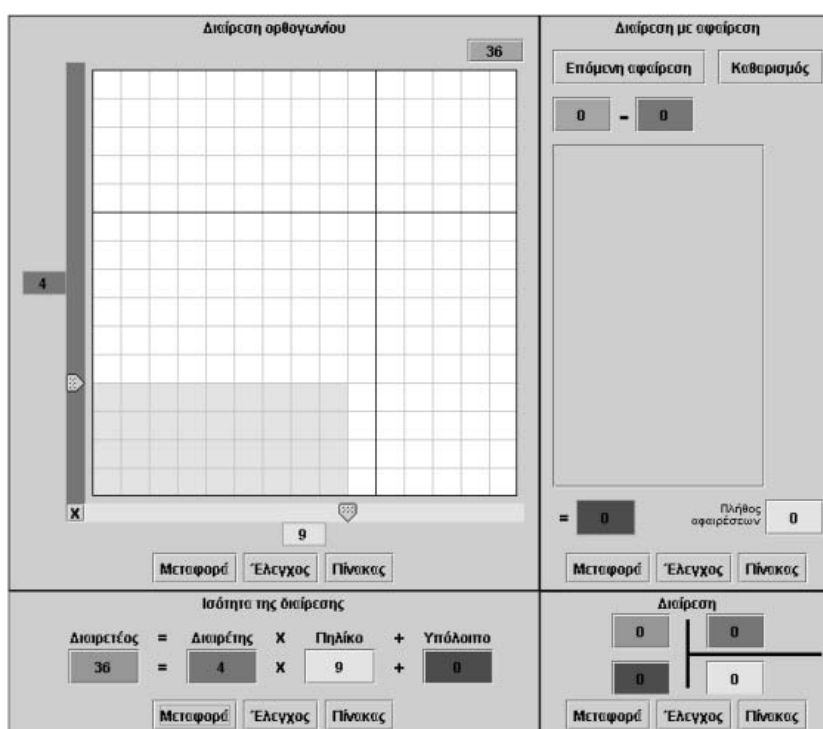 Διαίρεση ορθογωνίου
36
4
X
9
Μεταφορά Έλεγχος Πίνακας
Διαίρεση με αφαίρεση
Επόμενη αφαίρεση Καθαρισμός
0 - 0
= 0 Πλήθος αφαιρέσεων 0
Μεταφορά Έλεγχος Πίνακας
Ισότητα της διαίρεσης
Διαιρετέος = Διαιρέτης X Πηλίκο + Υπόλοιπο
36 = 4 X 9 + 0
Μεταφορά Έλεγχος Πίνακας
Διαίρεση
0 0
0 0
Μεταφορά Έλεγχος Πίνακας